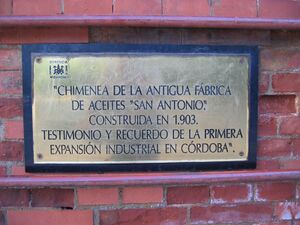 "CHIMENEA DE LA ANTIGUA FÁBRICA
DE ACEITES "SAN ANTONIO",
CONSTRUIDA EN 1.903.
TESTIMONIO Y RECUERDO DE LA PRIMERA
EXPANSIÓN INDUSTRIAL EN CÓRDOBA".